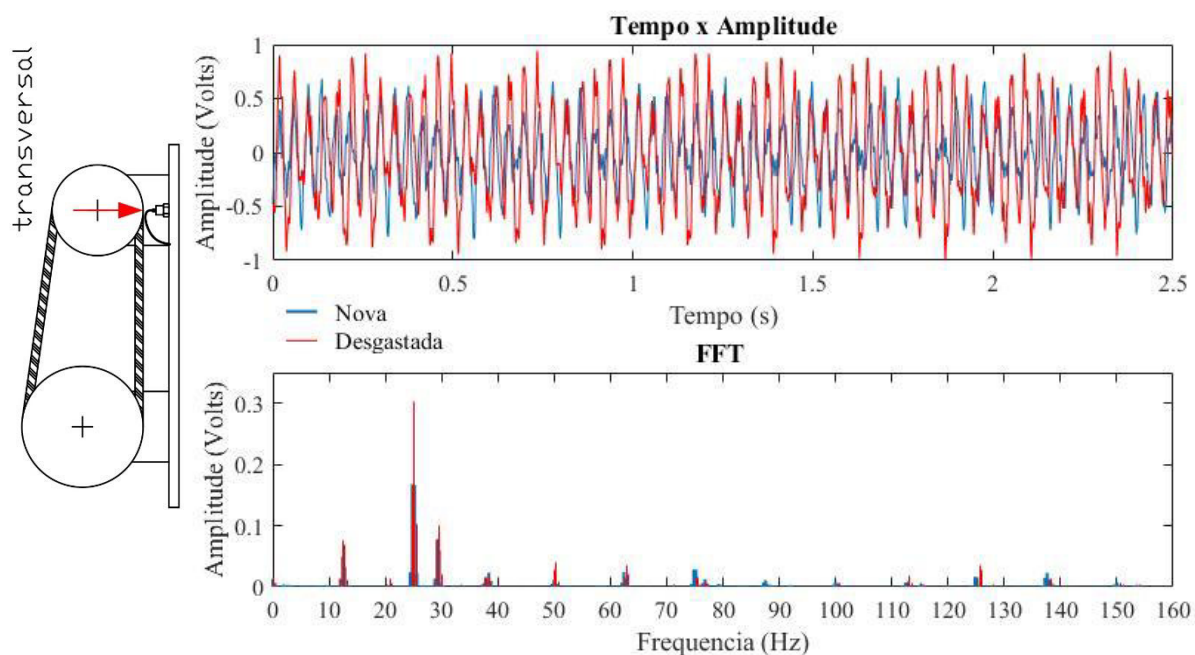 transversal
Tempo x Amplitude
Amplitude (Volts)
1
0.5
0
-0.5
-1
0 0.5 1 1.5 2 2.5
Tempo (s)
Nova
Desgastada
FFT
Amplitude (Volts)
0.3
0.2
0.1
0
0 10 20 30 40 50 60 70 80 90 100 110 120 130 140 150 160
Frequencia (Hz)